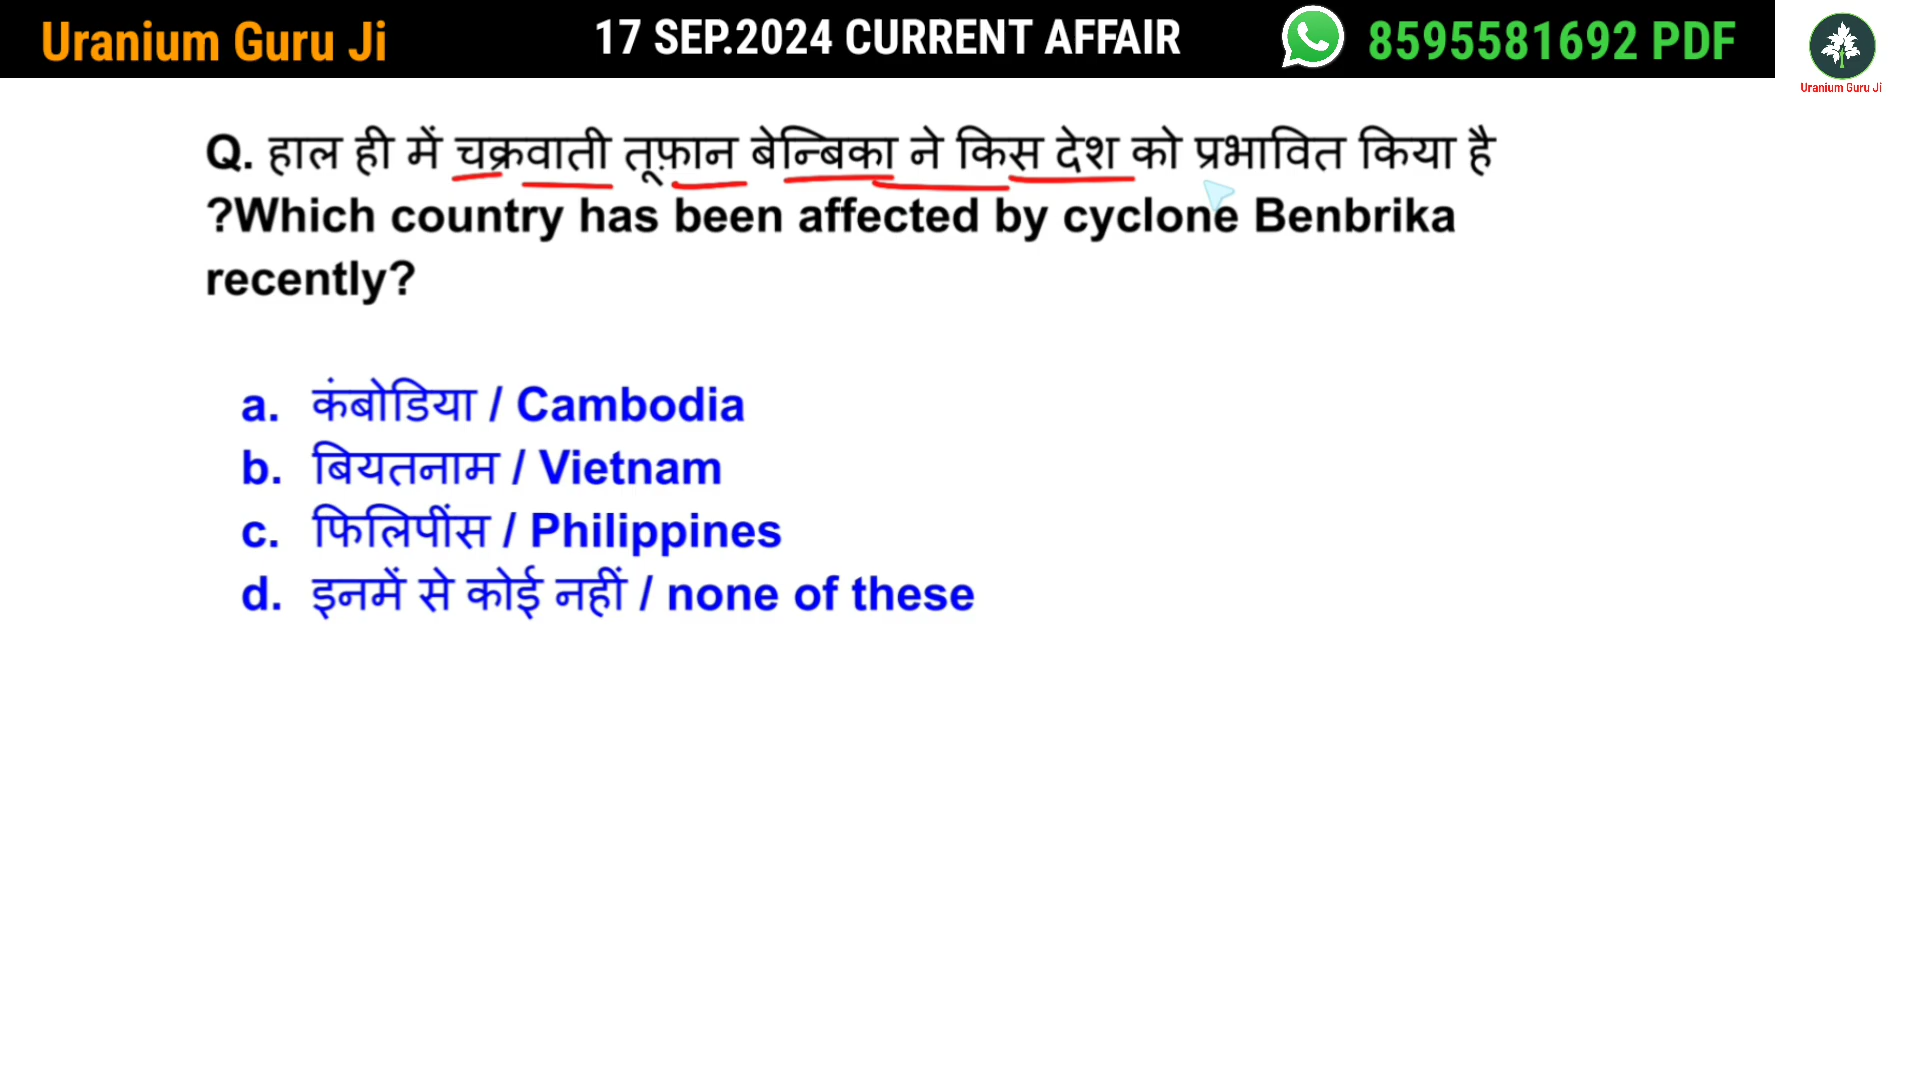 Uranium Guru Ji
17 SEP.2024 CURRENT AFFAIR
8595581692 PDF
Uranium Guru Ji
Q. हाल ही में चक्रवाती तूफ़ान बेन्बिका ने किस देश को प्रभावित किया है
?Which country has been affected by cyclone Benbrika
recently?
a. कंबोडिया / Cambodia
b. बियतनाम / Vietnam
c. फिलिपींस / Philippines
d. इनमें से कोई नहीं / none of these